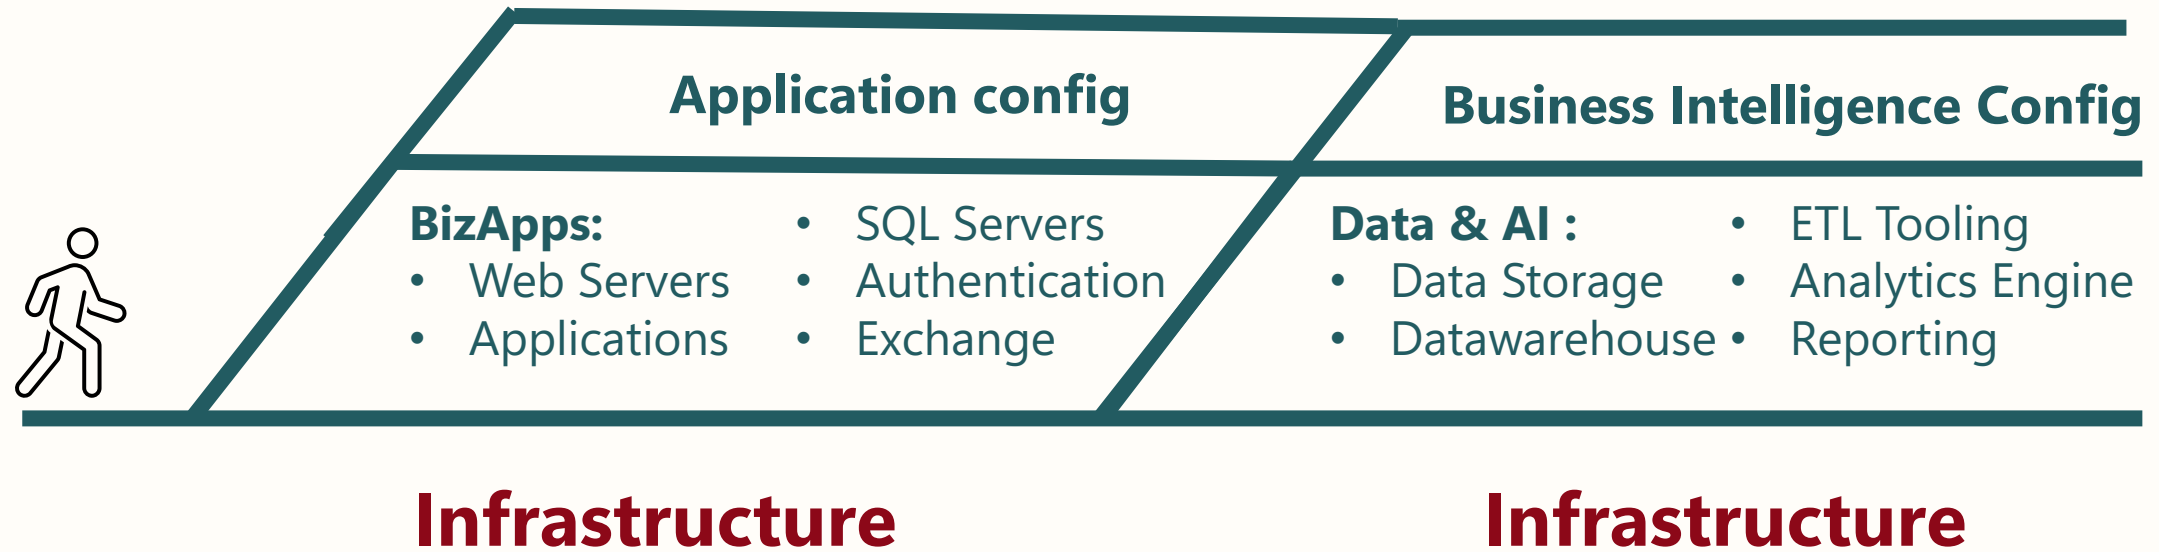 Application config
Business Intelligence Config
BizApps:
• Web Servers
• Applications
• SQL Servers
• Authentication
• Exchange
Data & AI :
• Data Storage
• Datawarehouse
• ETL Tooling
• Analytics Engine
• Reporting
Infrastructure
Infrastructure